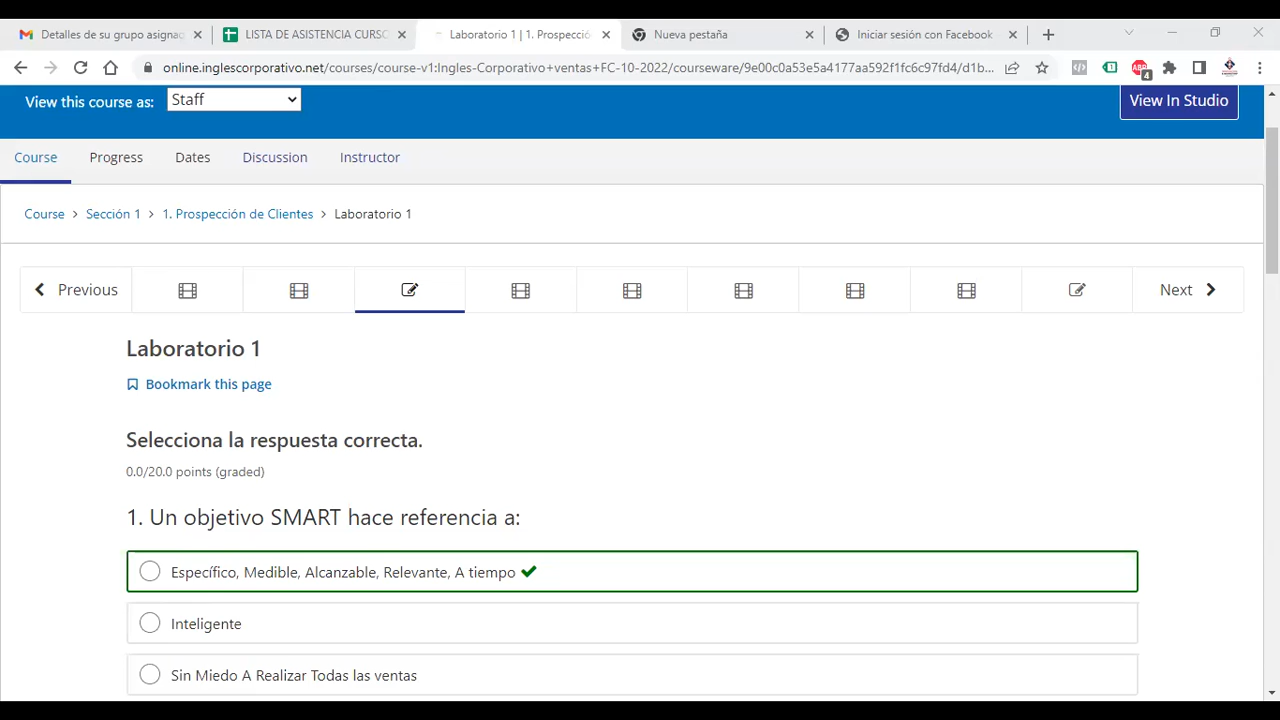 Detalles de su grupo asigna
LISTA DE ASISTENCIA CURSO
Laboratorio 1 | 1. Prospecció
Nueva pestaña
Iniciar sesión con Facebook
online.inglescorporativo.net/courses/course-v1:Ingles-Corporativo+ventas+FC-10-2022/courseware/9e00c0a53e5a4177aa592f1fc6c97fd4/d1b...
1
4
View this course as:
Staff
View In Studio
Course
Progress
Dates
Discussion
Instructor
Course > Sección 1 > 1. Prospección de Clientes > Laboratorio 1
Previous
Next
Laboratorio 1
Bookmark this page
Selecciona la respuesta correcta.
0.0/20.0 points (graded)
1. Un objetivo SMART hace referencia a:
Específico, Medible, Alcanzable, Relevante, A tiempo
Inteligente
Sin Miedo A Realizar Todas las ventas